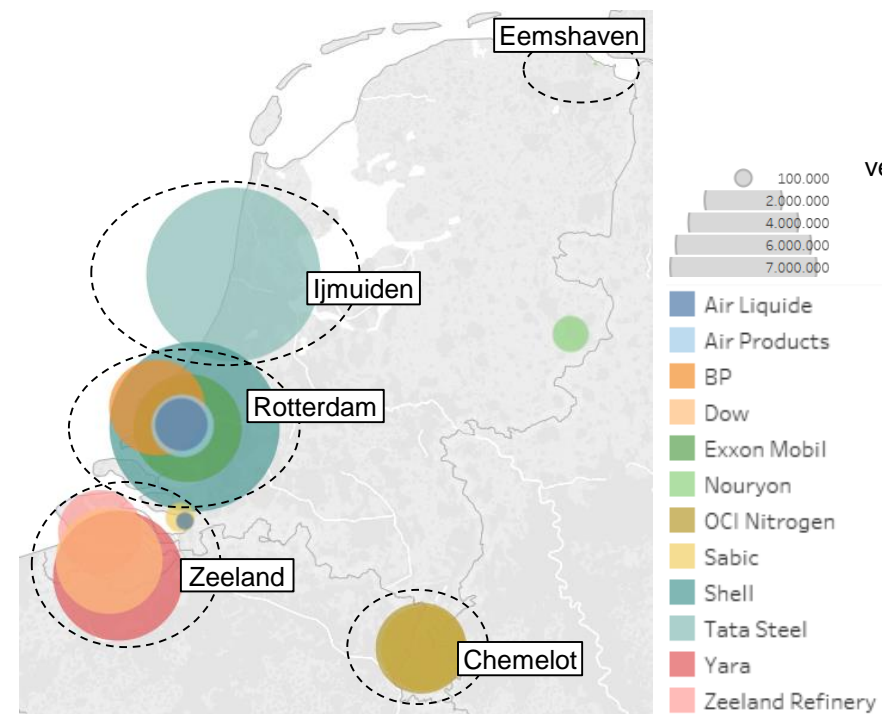 Eemshaven
Ijmuiden
Rotterdam
Zeeland
Chemelot
ve
100.000
2.000.000
4.000.000
6.000.000
7.000.000
Air Liquide
Air Products
BP
Dow
Exxon Mobil
Nouryon
OCI Nitrogen
Sabic
Shell
Tata Steel
Yara
Zeeland Refinery